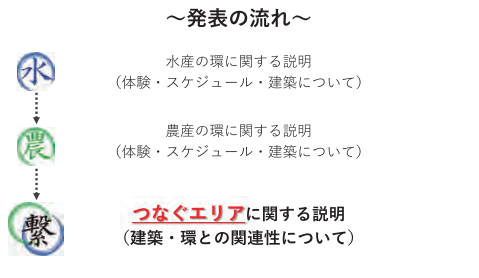 ～発表の流れ～
水
水産の環に関する説明
（体験・スケジュール・建築について）
農
農産の環に関する説明
（体験・スケジュール・建築について）
繋
つなぐエリアに関する説明
（建築・環との関連性について）